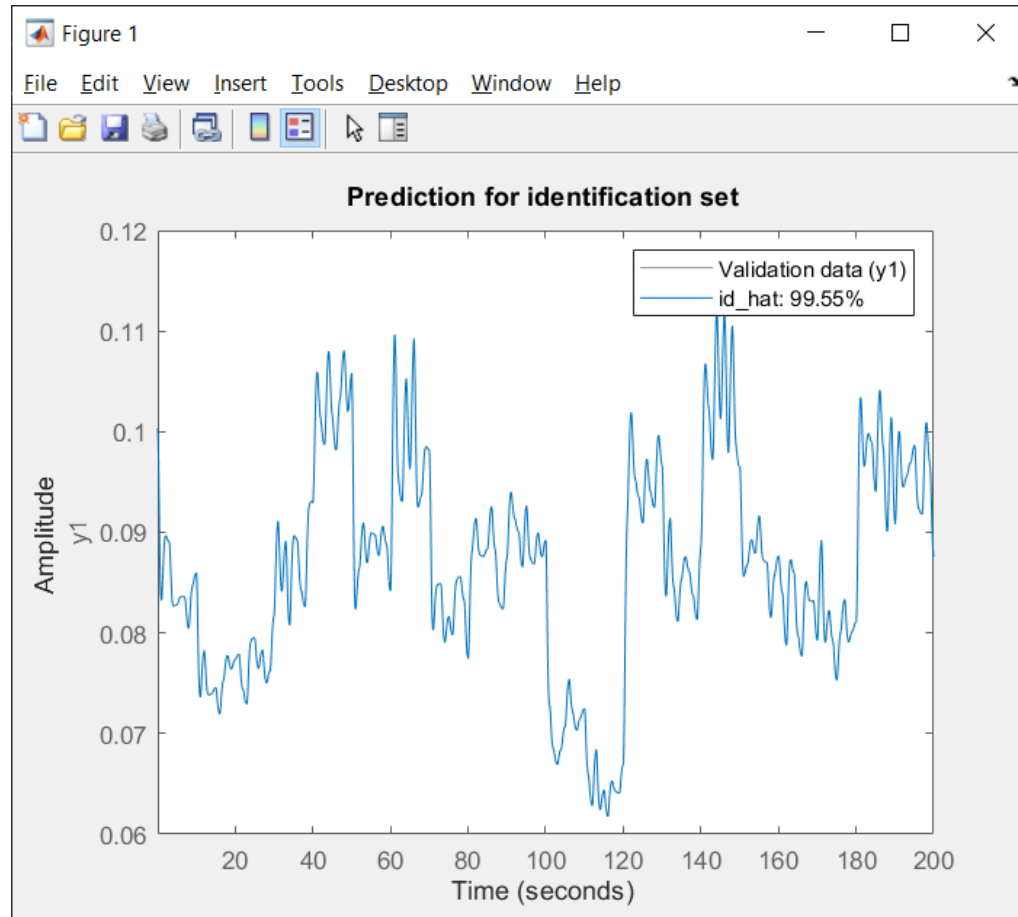 Figure 1
File Edit View Insert Tools Desktop Window Help
Prediction for identification set
0.12
0.11
0.1
0.09
0.08
0.07
0.06
Amplitude
y1
Validation data (y1)
id_hat: 99.55%
20 40 60 80 100 120 140 160 180 200
Time (seconds)